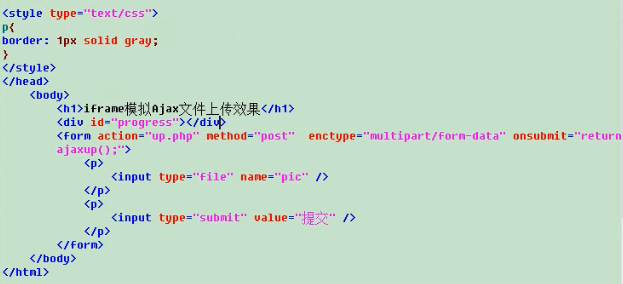 <style type="text/css">
p{
border: 1px solid gray;
}
</style>
</head>
<body>
<h1>iframe模拟Ajax文件上传效果</h1>
<div id="progress"></div>
<form action="up.php" method="post"  enctype="multipart/form-data" onsubmit="return
ajaxup();">
<p>
<input type="file" name="pic" />
</p>
<p>
<input type="submit" value="提交" />
</p>
</form>
</body>
</html>